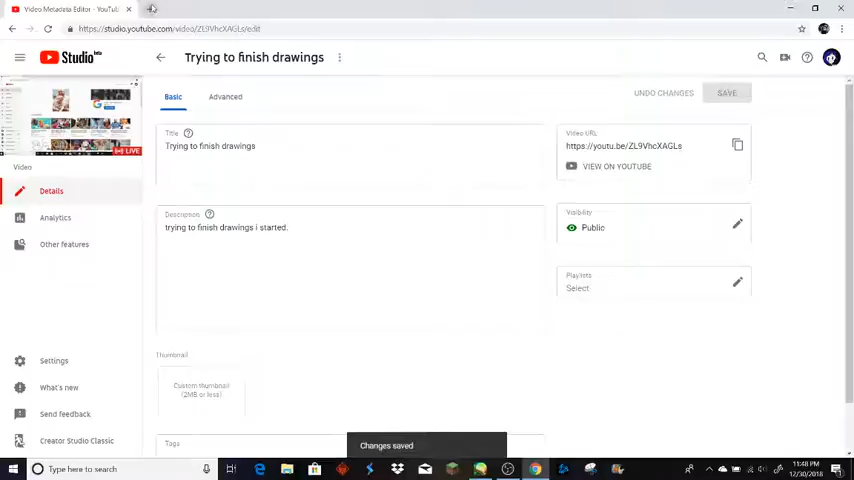 Video Metadata Editor - YouTu
https://studio.youtube.com/video/ZL9VhcXAGLs/edit
Studio beta
Trying to finish drawings
Basic
Advanced
UNDO CHANGES
SAVE
Title
Trying to finish drawings
Video URL
https://youtu.be/ZL9VhcXAGLs
VIEW ON YOUTUBE
LIVE
Video
Details
Analytics
Other features
Description
trying to finish drawings i started.
Visibility
Public
Playlists
Select
Thumbnail
Custom thumbnail
(2MB or less)
Settings
What's new
Send feedback
Creator Studio Classic
Tags
Changes saved
Type here to search
11:48 PM
12/30/2018